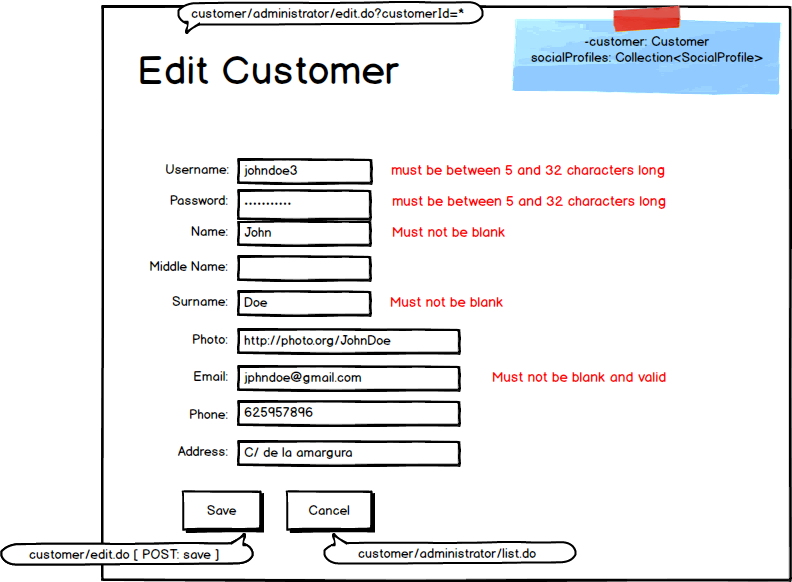 customer/administrator/edit.do?customerId=*
-customer: Customer
socialProfiles: Collection<SocialProfile>
Edit Customer
Username: johndoe3 must be between 5 and 32 characters long
Password: ........... must be between 5 and 32 characters long
Name: John Must not be blank
Middle Name:
Surname: Doe Must not be blank
Photo: http://photo.org/JohnDoe
Email: jphndoe@gmail.com Must not be blank and valid
Phone: 625957896
Address: C/ de la amargura
Save Cancel
customer/edit.do [ POST: save ] customer/administrator/list.do